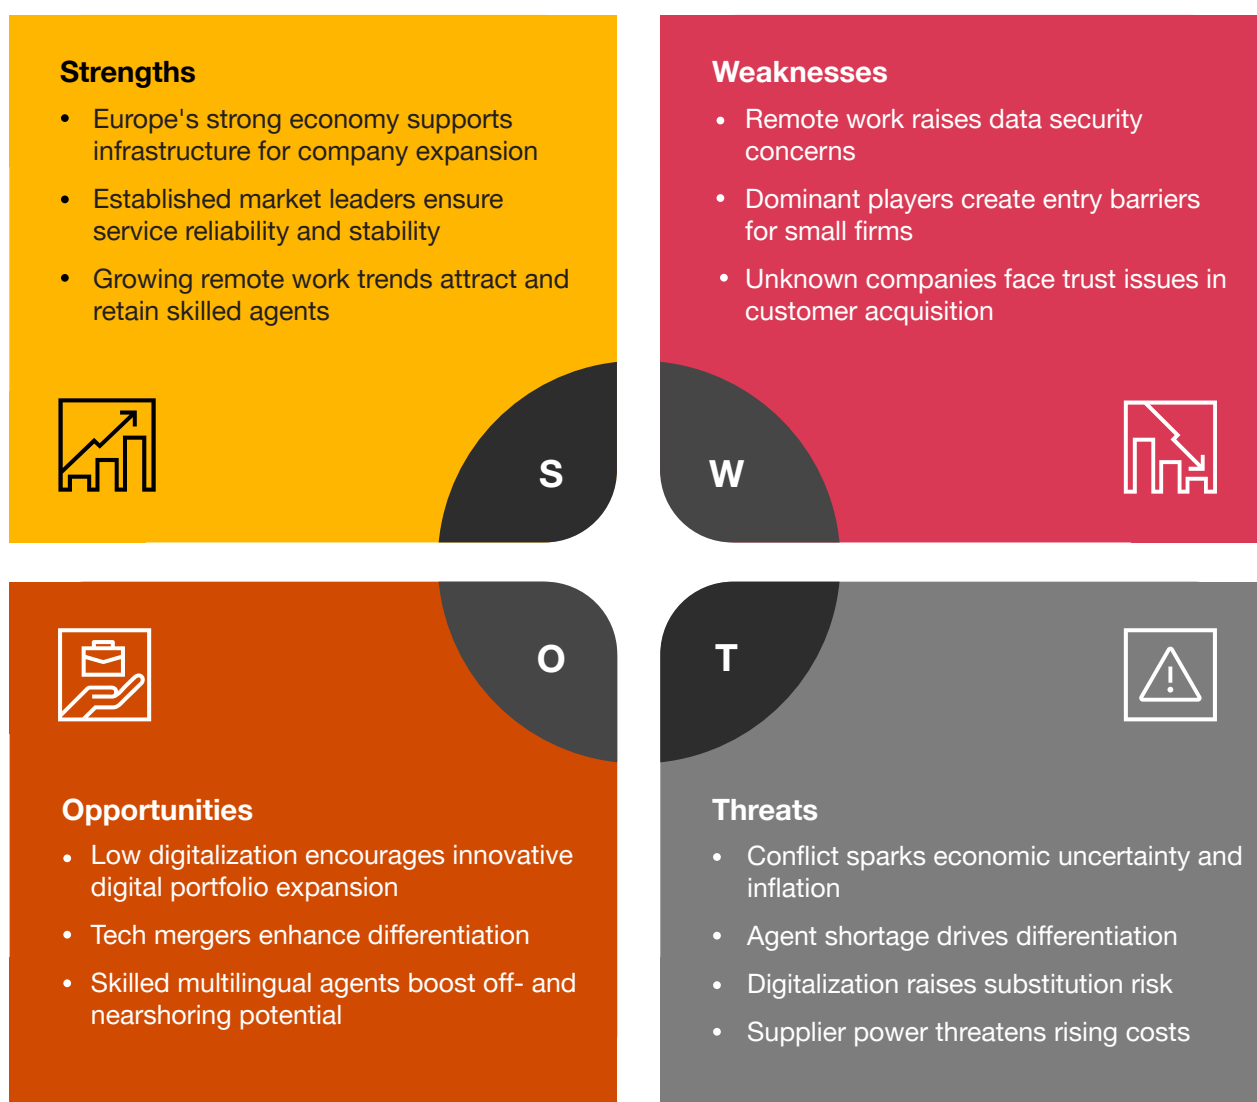 Strengths
• Europe's strong economy supports
infrastructure for company expansion
• Established market leaders ensure
service reliability and stability
• Growing remote work trends attract and
retain skilled agents
S
Weaknesses
• Remote work raises data security
concerns
• Dominant players create entry barriers
for small firms
• Unknown companies face trust issues in
customer acquisition
W
O
Opportunities
• Low digitalization encourages innovative
digital portfolio expansion
• Tech mergers enhance differentiation
• Skilled multilingual agents boost off- and
nearshoring potential
T
Threats
• Conflict sparks economic uncertainty and
inflation
• Agent shortage drives differentiation
• Digitalization raises substitution risk
• Supplier power threatens rising costs